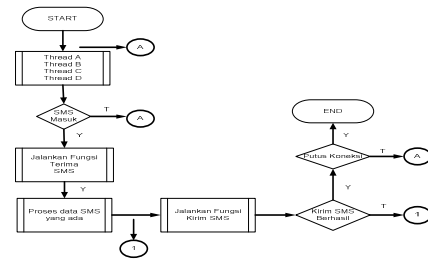 START
A
Thread A
Thread B
Thread C
Thread D
SMS
Masuk
T
A
Y
Jalankan Fungsi
Terima
SMS
Y
Proses data SMS
yang ada
1
Jalankan Fungsi
Kirim SMS
Kirim SMS
Berhasil
T
1
Y
Putus Koneksi
T
A
Y
END